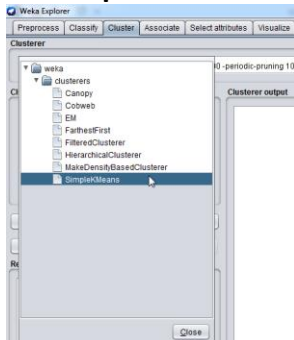 Weka Explorer
Preprocess Classify Cluster Associate Select attributes Visualize
Clusterer
weka
-periodic-pruning 10
clusterers
Clusterer output
Canopy
Cobweb
EM
FarthestFirst
FilteredClusterer
HierarchicalClusterer
MakeDensityBasedClusterer
SimpleKMeans
Close